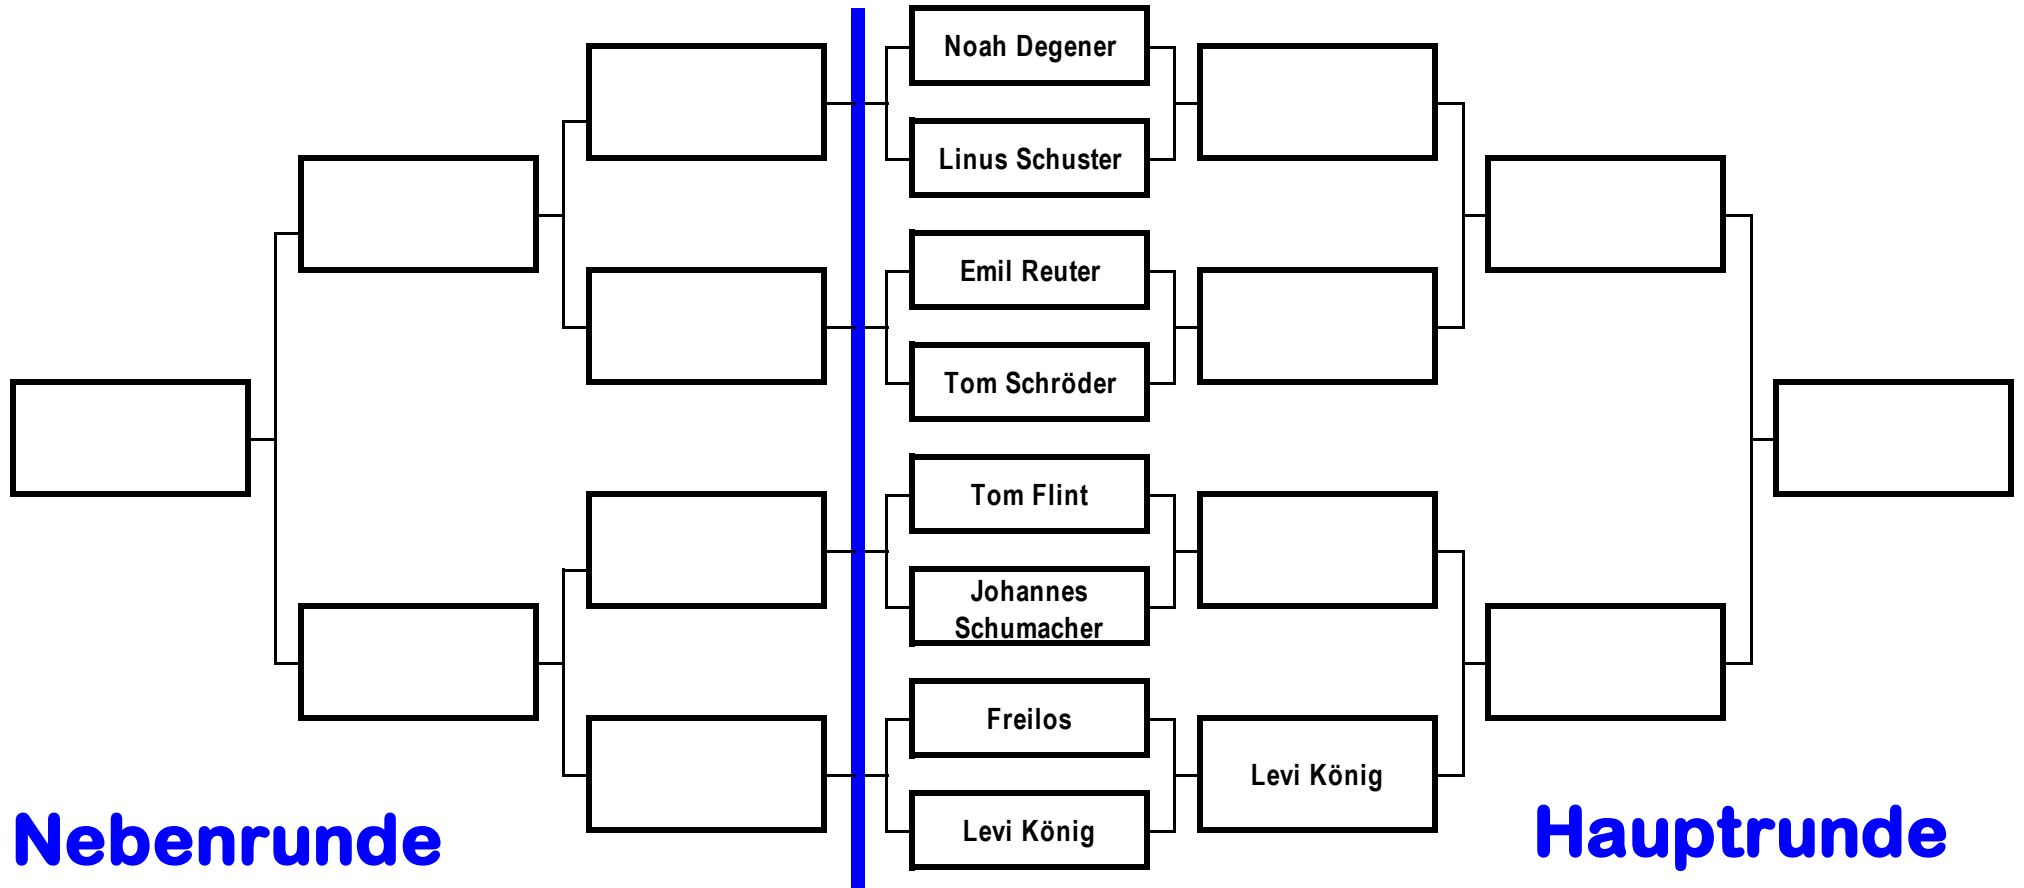 Noah Degener
Linus Schuster
Emil Reuter
Tom Schröder
Tom Flint
Johannes
Schumacher
Freilos
Levi König
Levi König
Nebenrunde
Hauptrunde